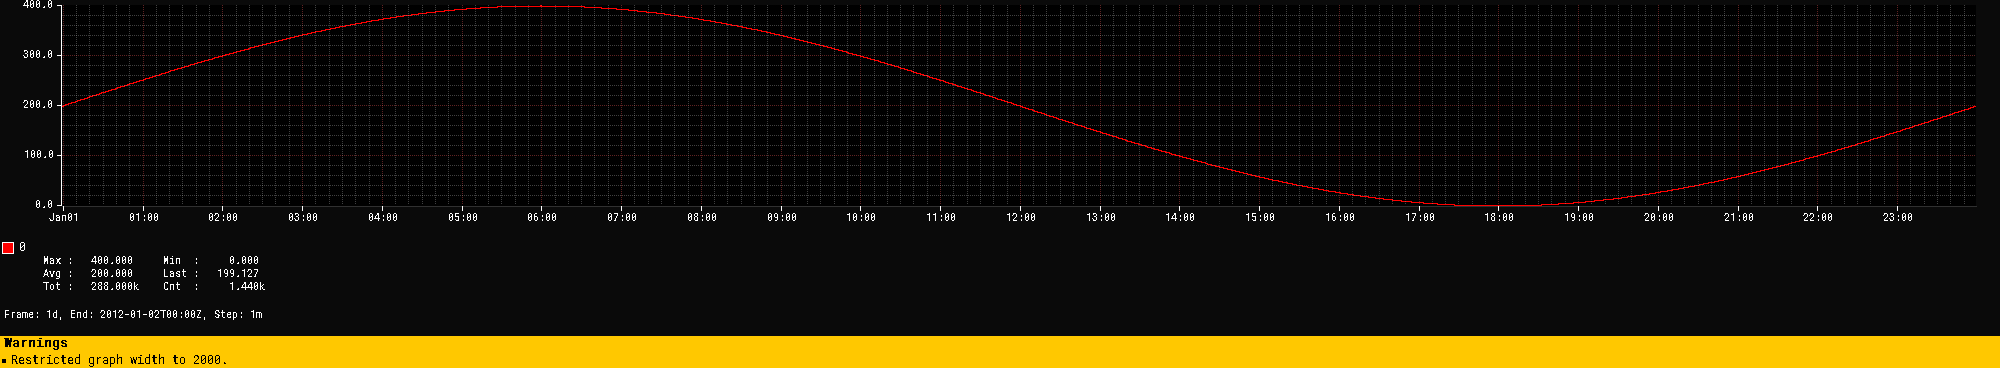 400.0
300.0
200.0
100.0
0.0
Jan01 01:00 02:00 03:00 04:00 05:00 06:00 07:00 08:00 09:00 10:00 11:00 12:00 13:00 14:00 15:00 16:00 17:00 18:00 19:00 20:00 21:00 22:00 23:00
0
Max : 400.000 Min : 0.000
Avg : 200.000 Last : 199.127
Tot : 288.000k Cnt : 1.440k
Frame: 1d, End: 2012-01-02T00:00Z, Step: 1m
Warnings
▪ Restricted graph width to 2000.